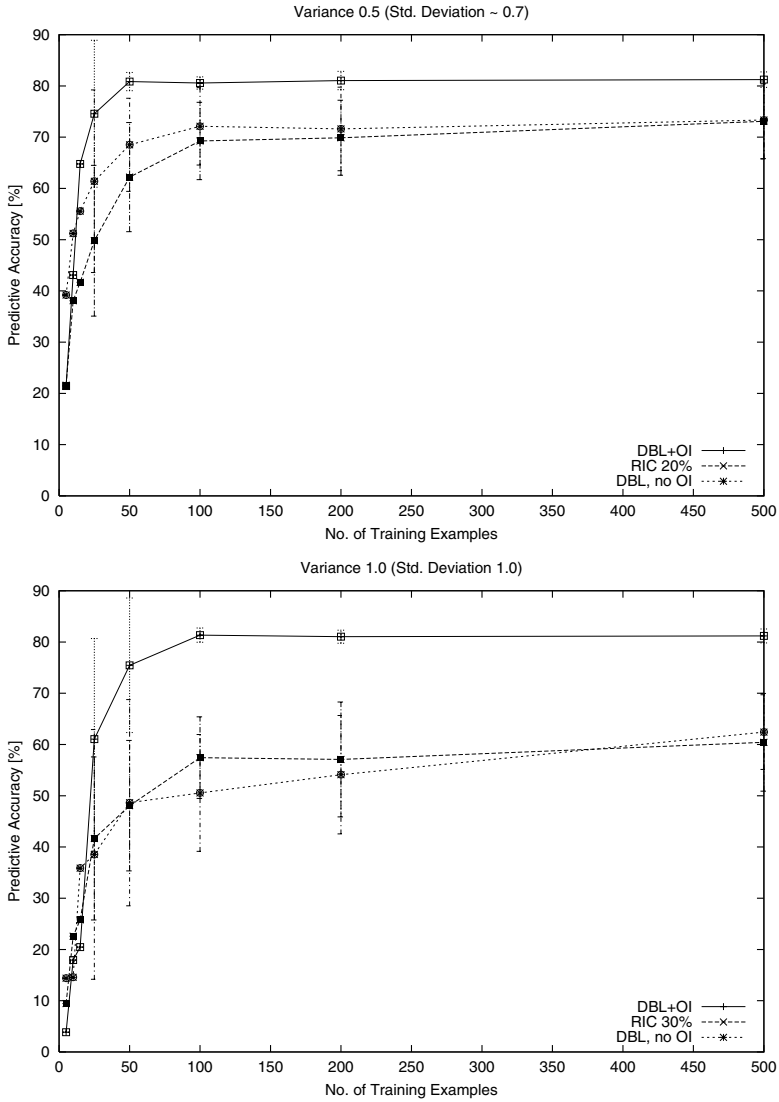 Variance 0.5 (Std. Deviation ~ 0.7)
90
80
70
60
50
40
30
20
10
0
Predictive Accuracy [%]
DBL+OI
RIC 20%
DBL, no OI
0 50 100 150 200 250 300 350 400 450 500
No. of Training Examples
Variance 1.0 (Std. Deviation 1.0)
90
80
70
60
50
40
30
20
10
0
Predictive Accuracy [%]
DBL+OI
RIC 30%
DBL, no OI
0 50 100 150 200 250 300 350 400 450 500
No. of Training Examples